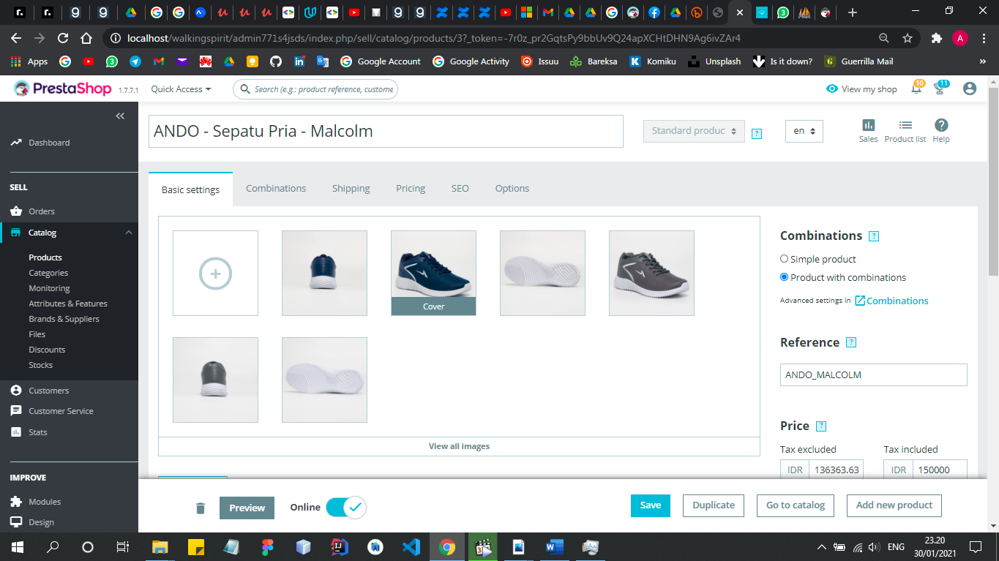 localhost/walkingspirit/admin771s4jsds/index.php/sell/catalog/products/3?_token=-7r0z_pr2GqtsPy9bbUv9Q24apXCHtDHN9Ag6ivZAr4
A
Apps
Google Account
Google Activity
Issuu
Bareksa
Komiku
Unsplash
Is it down?
Guerrilla Mail
»
PrestaShop
1.7.7.1
Quick Access
Search (e.g.: product reference, custome
View my shop
10
11
Dashboard
SELL
Orders
Catalog
Products
Categories
Monitoring
Attributes & Features
Brands & Suppliers
Files
Discounts
Stocks
Customers
Customer Service
Stats
IMPROVE
Modules
Design
ANDO - Sepatu Pria - Malcolm
Standard produc
?
en
Sales
Product list
Help
Basic settings
Combinations
Shipping
Pricing
SEO
Options
Cover
View all images
Combinations ?
Simple product
Product with combinations
Advanced settings in Combinations
Reference ?
ANDO_MALCOLM
Price ?
Tax excluded
Tax included
IDR 136363.63
IDR 150000
Preview
Online
Save
Duplicate
Go to catalog
Add new product
ENG
23.20
30/01/2021